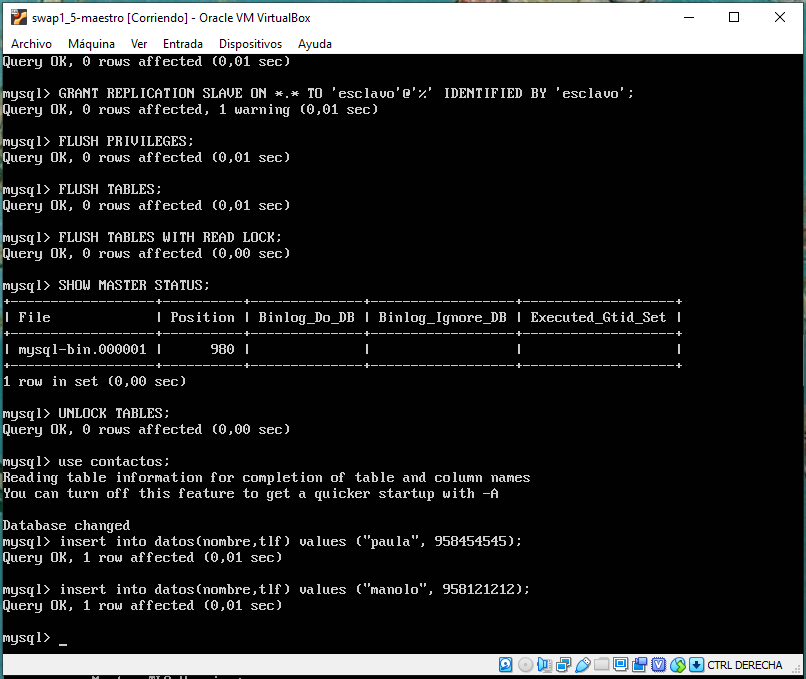 swap1_5-maestro [Corriendo] - Oracle VM VirtualBox
Archivo Máquina Ver Entrada Dispositivos Ayuda
Query OK, 0 rows affected (0,01 sec)
mysql> GRANT REPLICATION SLAVE ON *.* TO 'esclavo'@'%' IDENTIFIED BY 'esclavo';
Query OK, 0 rows affected, 1 warning (0,01 sec)
mysql> FLUSH PRIVILEGES;
Query OK, 0 rows affected (0,01 sec)
mysql> FLUSH TABLES;
Query OK, 0 rows affected (0,01 sec)
mysql> FLUSH TABLES WITH READ LOCK;
Query OK, 0 rows affected (0,00 sec)
mysql> SHOW MASTER STATUS;
+------------------+----------+--------------+------------------+-------------------+
| File | Position | Binlog_Do_DB | Binlog_Ignore_DB | Executed_Gtid_Set |
+------------------+----------+--------------+------------------+-------------------+
| mysql-bin.000001 | 980 | | | |
+------------------+----------+--------------+------------------+-------------------+
1 row in set (0,00 sec)
mysql> UNLOCK TABLES;
Query OK, 0 rows affected (0,00 sec)
mysql> use contactos;
Reading table information for completion of table and column names
You can turn off this feature to get a quicker startup with -A
Database changed
mysql> insert into datos(nombre,tlf) values ("paula", 958454545);
Query OK, 1 row affected (0,01 sec)
mysql> insert into datos(nombre,tlf) values ("manolo", 958121212);
Query OK, 1 row affected (0,01 sec)
mysql> _
CTRL DERECHA